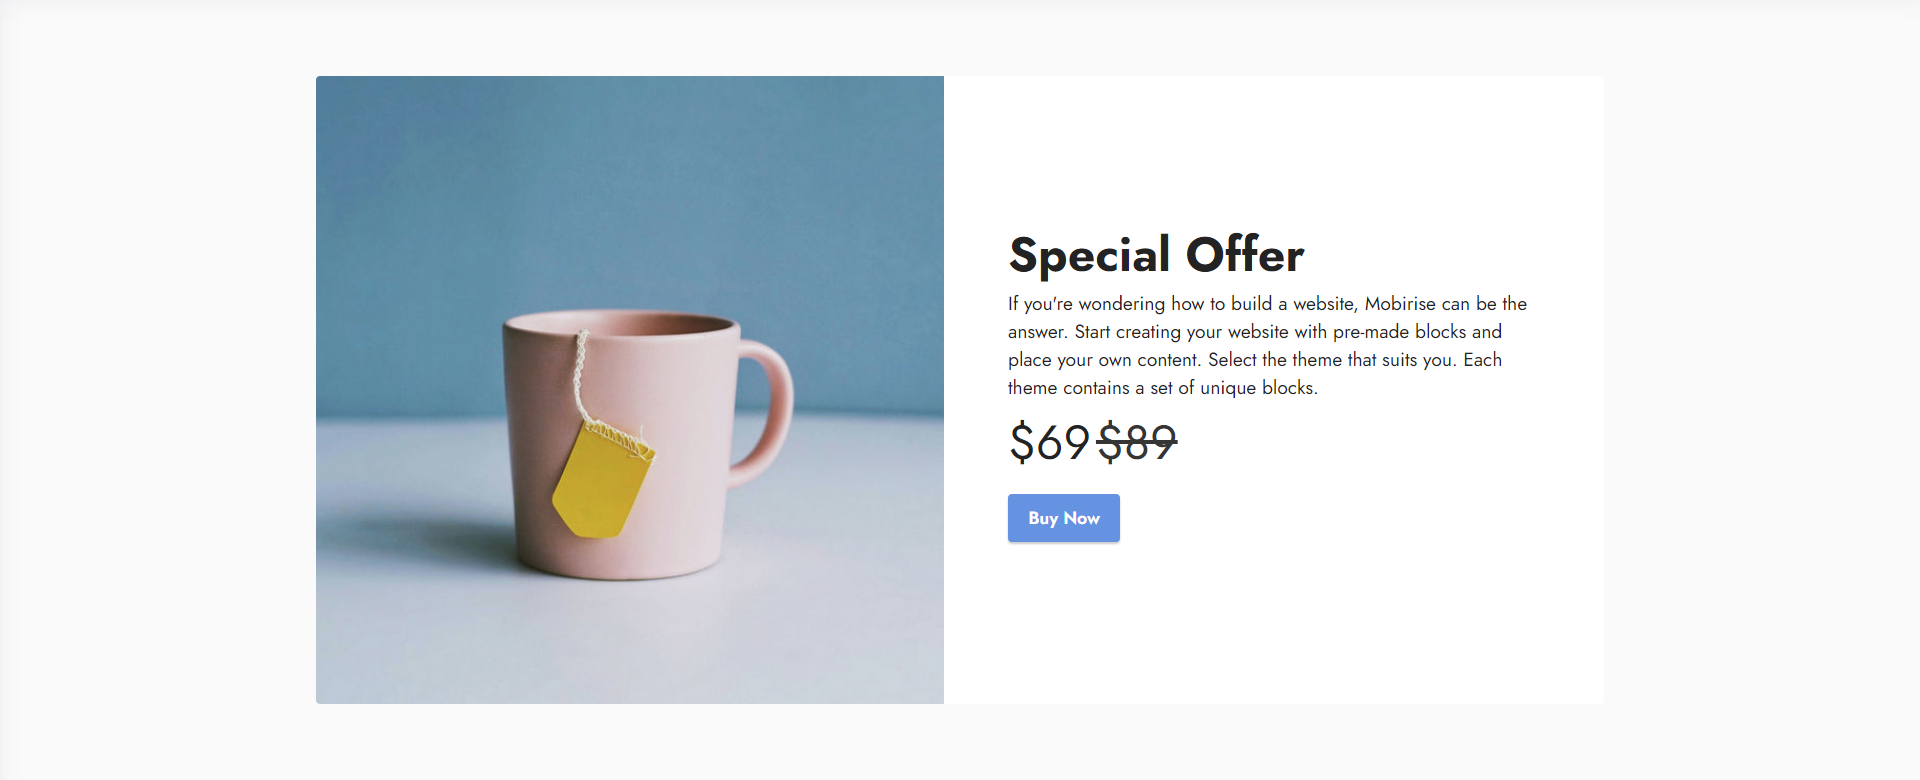 Special Offer
If you're wondering how to build a website, Mobirise can be the
answer. Start creating your website with pre-made blocks and
place your own content. Select the theme that suits you. Each
theme contains a set of unique blocks.
$69 $89
Buy Now